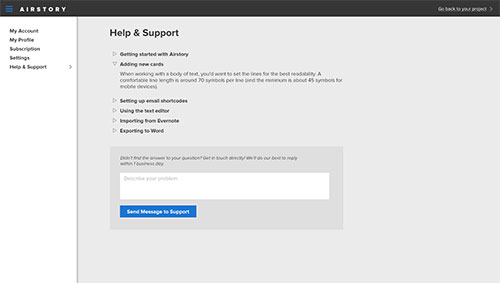 AIRSTORY
Go back to your project
My Account
My Profile
Subscription
Settings
Help & Support
Help & Support
Getting started with Airstory
Adding new cards
When working with a body of text, you'd want to set the lines for the best readability. A
comfortable line length is around 70 symbols per line (and the minimum is about 45 symbols for
mobile devices).
Setting up email shortcodes
Using the text editor
Importing from Evernote
Exporting to Word
Didn't find the answer to your question? Get in touch directly! We'll do our best to reply
within 1 business day.
Describe your problem
Send Message to Support